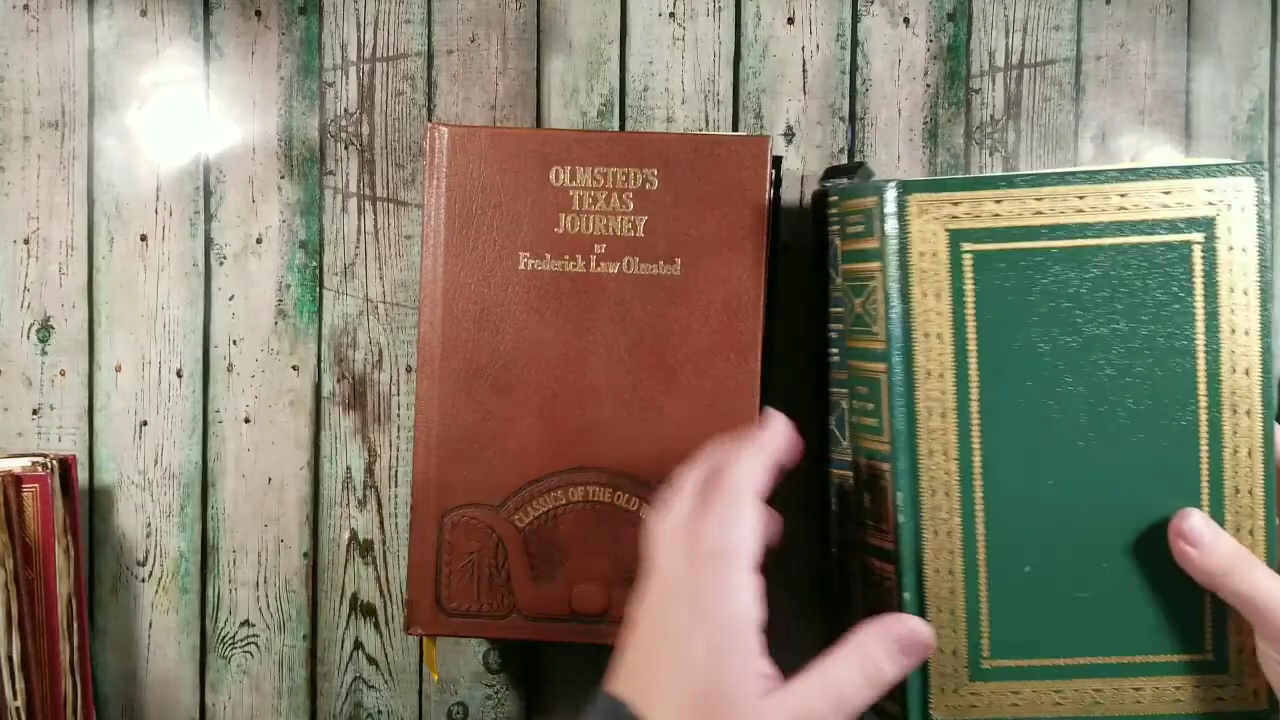 OLMSTED'S
TEXAS
JOURNEY
BY
Frederick Law Olmsted
CLASSICS OF THE OLD